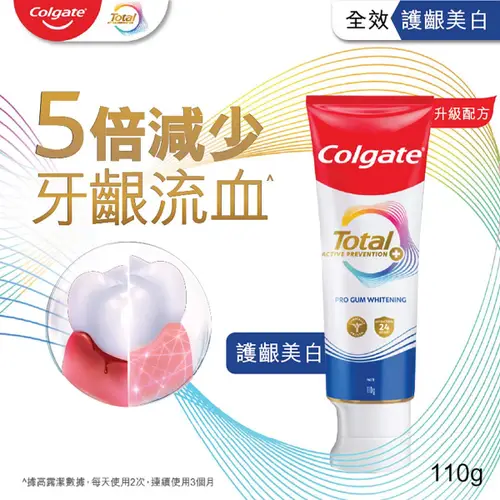 Colgate®
Total
全效 護齦美白
5倍減少
牙齦流血^
升級配方
Colgate®
Total
ACTIVE PREVENTION +
PRO GUM WHITENING
24
護齦美白
110g
^據高露潔數據，每天使用2次，連續使用3個月
110g